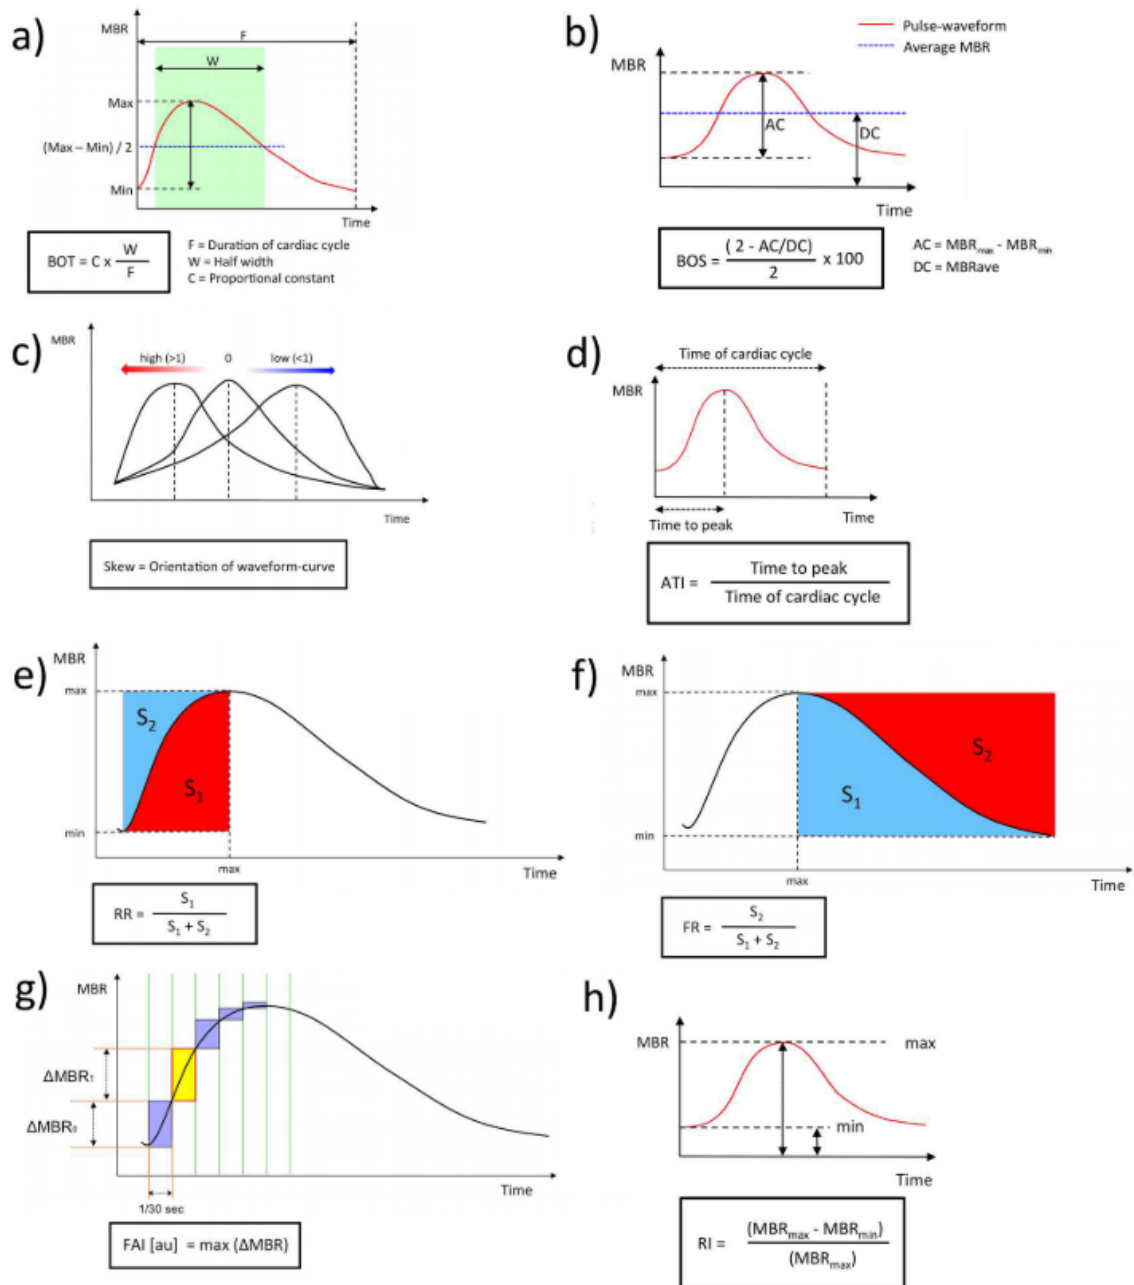 a)
MBR
F
W
Max
(Max – Min) / 2
Min
Time
BOT = C x W / F
F = Duration of cardiac cycle
W = Half width
C = Proportional constant
b)
Pulse-waveform
Average MBR
MBR
AC
DC
Time
BOS = ( 2 - AC/DC) / 2 x 100
AC = MBRmax - MBRmin
DC = MBRave
c)
MBR
high (>1)
0
low (<1)
Time
Skew = Orientation of waveform-curve
d)
Time of cardiac cycle
MBR
Time to peak
Time
ATI = Time to peak / Time of cardiac cycle
e)
MBR
max
S2
S1
min
max
Time
RR = S1 / S1 + S2
f)
MBR
max
S2
S1
min
max
Time
FR = S2 / S1 + S2
g)
MBR
ΔMBR1
ΔMBR0
Time
1/30 sec
FAI [au] = max (ΔMBR)
h)
MBR
max
min
Time
RI = (MBRmax - MBRmin) / (MBRmax)